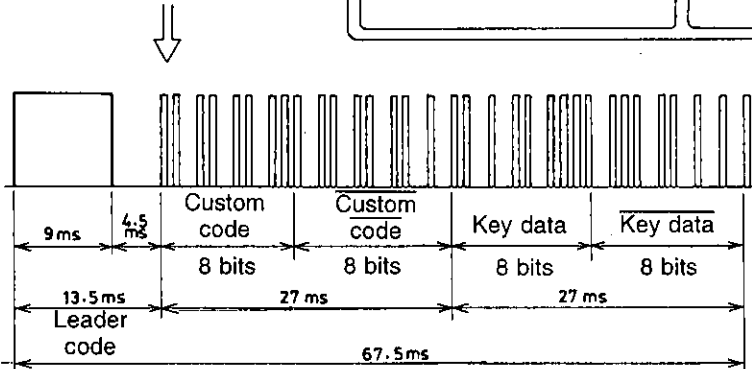 9ms
4.5
ms
Custom
code
Custom
code
Key data
Key data
8 bits
8 bits
8 bits
8 bits
13.5ms
27 ms
27 ms
Leader
code
67.5ms